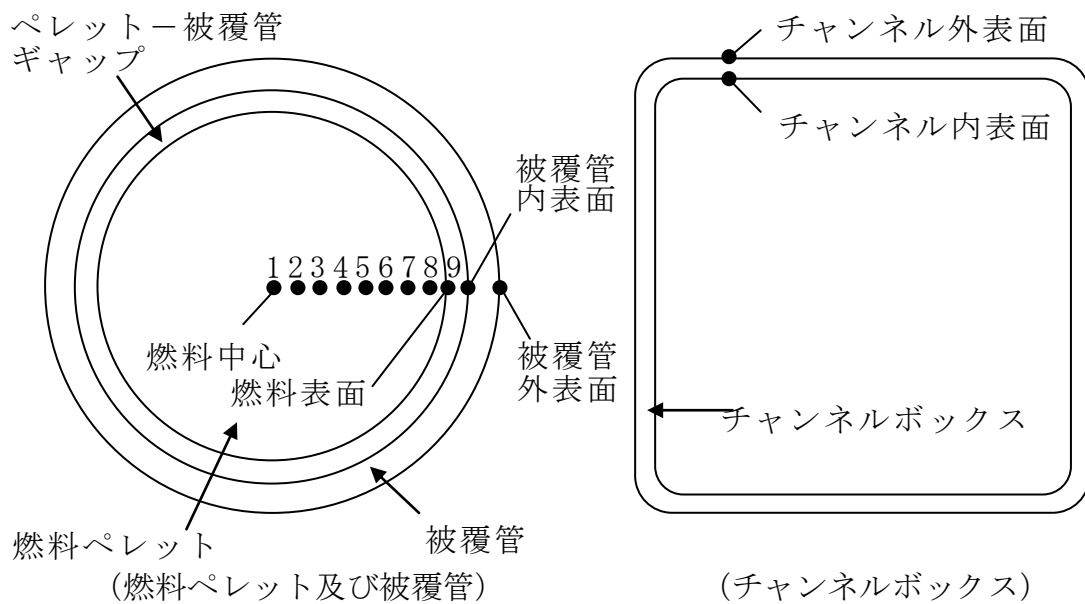 ペレット－被覆管
ギャップ
チャンネル外表面
チャンネル内表面
被覆管
内表面
1 2 3 4 5 6 7 8 9
燃料中心
燃料表面
被覆管
外表面
チャンネルボックス
燃料ペレット
被覆管
(燃料ペレット及び被覆管)
(チャンネルボックス)